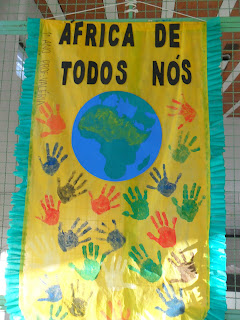 ÁFRICA DE
TODOS NÓS